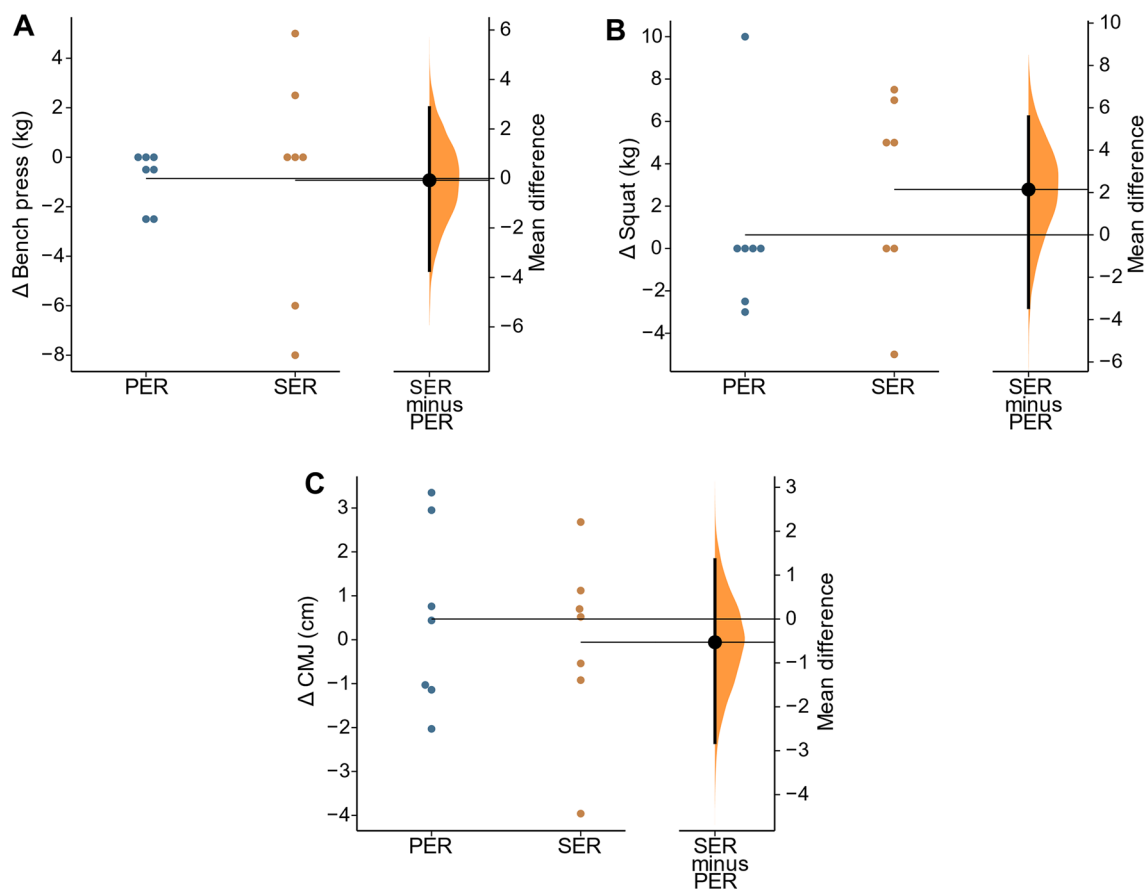 A
Δ Bench press (kg)
4
2
0
−2
−4
−6
−8
PER
SER
SER
minus
PER
6
4
2
0
−2
−4
−6
Mean difference
B
Δ Squat (kg)
10
8
6
4
2
0
−2
−4
PER
SER
SER
minus
PER
10
8
6
4
2
0
−2
−4
−6
Mean difference
C
Δ CMJ (cm)
3
2
1
0
−1
−2
−3
−4
PER
SER
SER
minus
PER
3
2
1
0
−1
−2
−3
−4
Mean difference